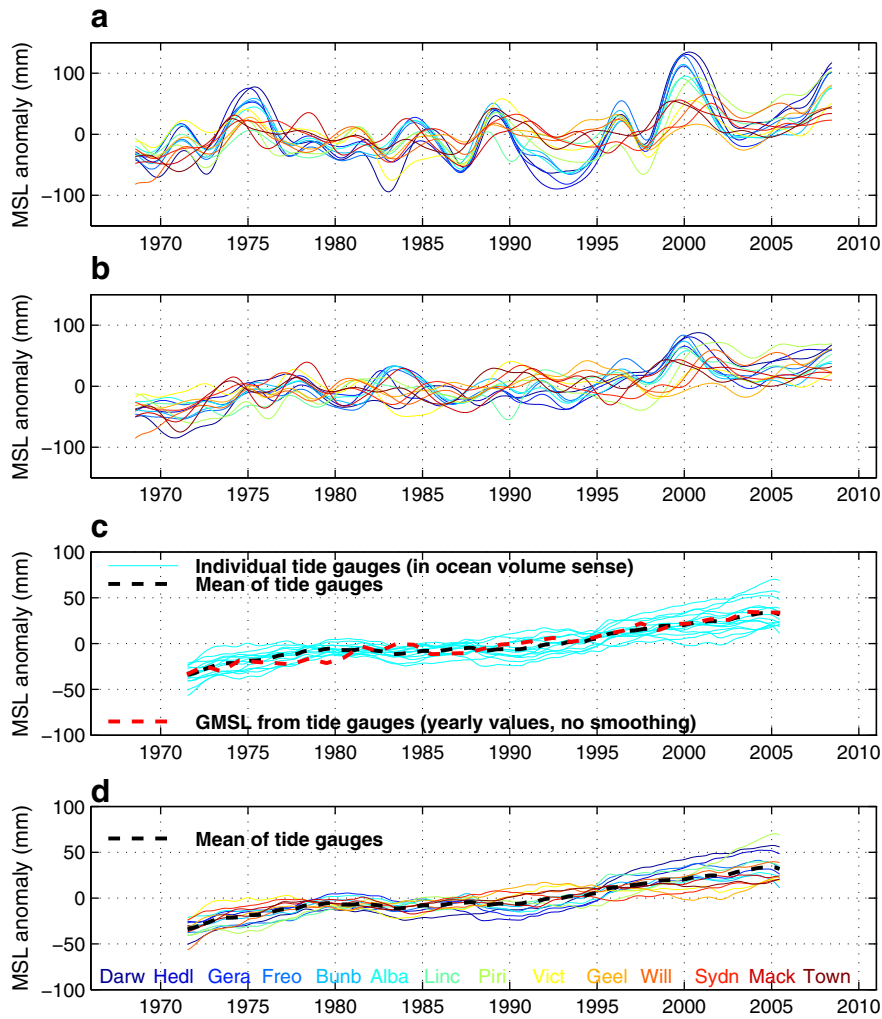 a
MSL anomaly (mm)
100
0
−100
1970 1975 1980 1985 1990 1995 2000 2005 2010
b
MSL anomaly (mm)
100
0
−100
1970 1975 1980 1985 1990 1995 2000 2005 2010
c
MSL anomaly (mm)
100
50
0
−50
−100
Individual tide gauges (in ocean volume sense)
Mean of tide gauges
GMSL from tide gauges (yearly values, no smoothing)
1970 1975 1980 1985 1990 1995 2000 2005 2010
d
MSL anomaly (mm)
100
50
0
−50
−100
Mean of tide gauges
Darw Hedl Gera Freo Bunb Alba Linc Piri Vict Geel Will Sydn Mack Town
1970 1975 1980 1985 1990 1995 2000 2005 2010